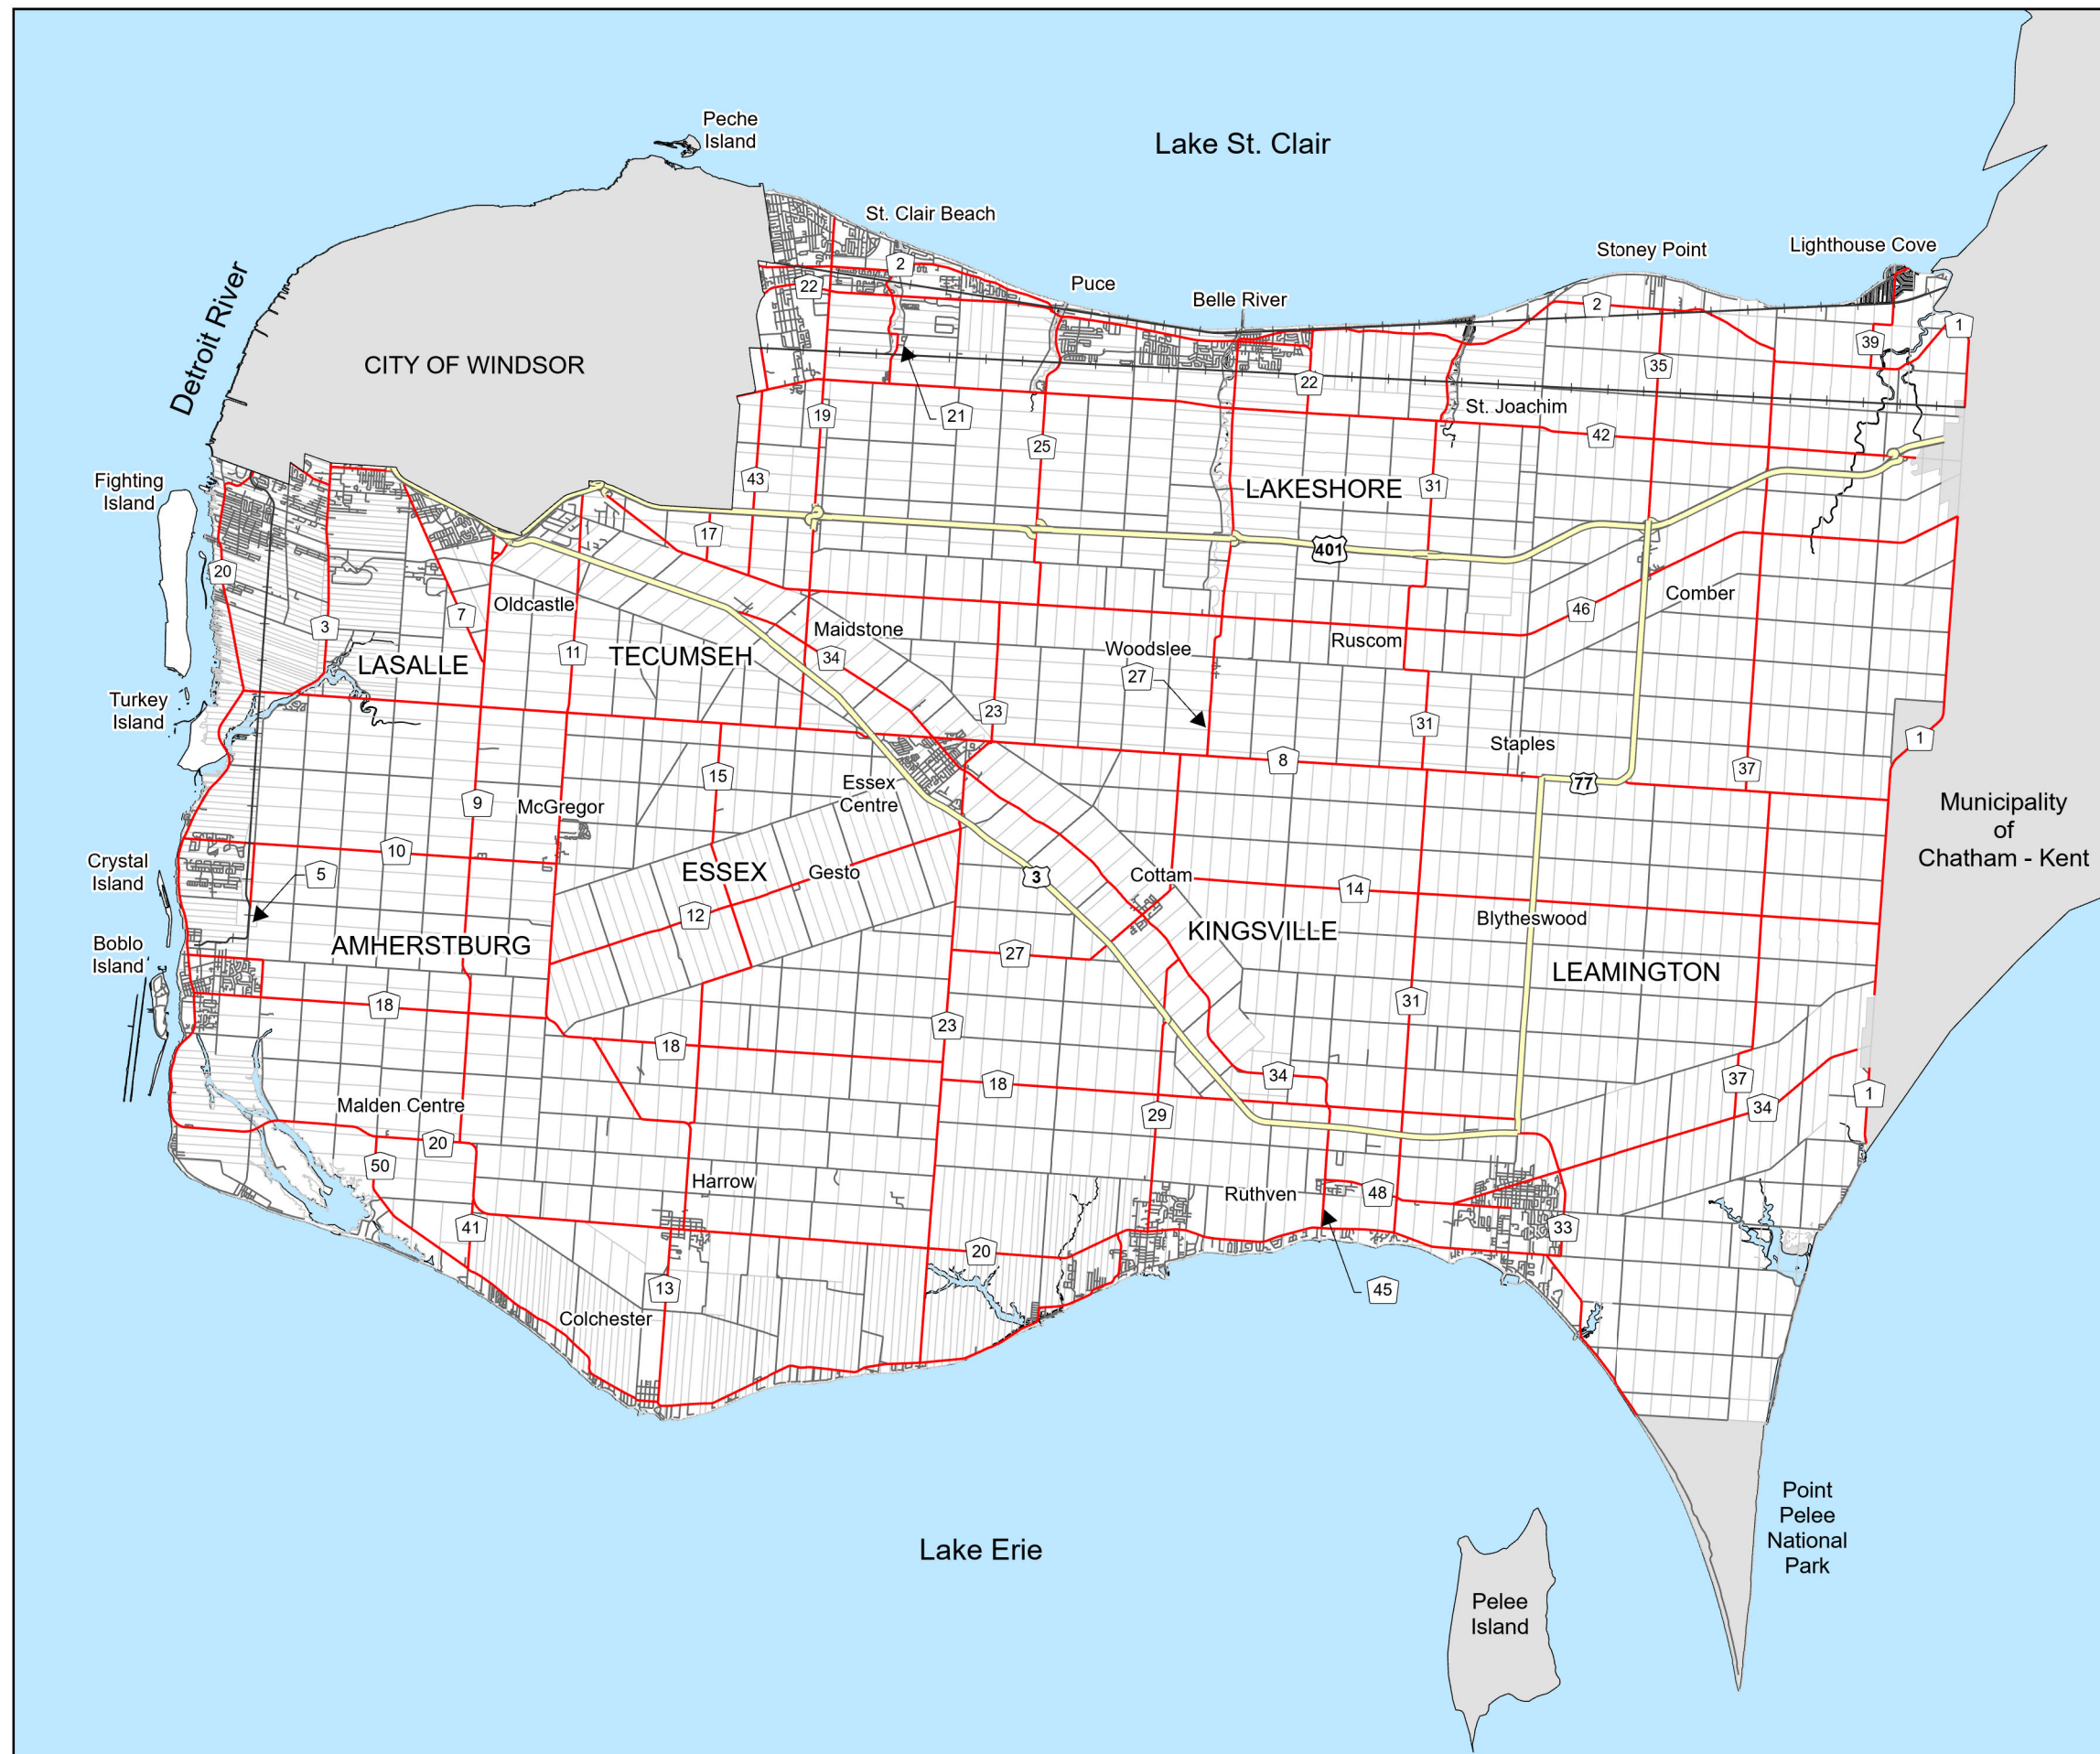 Peche
Island
Lake St. Clair
St. Clair Beach
Lighthouse Cove
Stoney Point
2
Puce
22
Belle River
2
1
Detroit River
39
CITY OF WINDSOR
35
22
St. Joachim
19
21
42
25
43
31
LAKESHORE
Fighting
Island
17
401
20
Comber
Oldcastle
46
7
3
Maidstone
Ruscom
11
TECUMSEH
34
Woodslee
LASALLE
27
Turkey
Island
23
31
1
Staples
8
15
37
77
Essex
Centre
9
McGregor
Municipality
of
Chatham - Kent
10
Crystal
Island
5
ESSEX
Gesto
3
Cottam
14
12
Blytheswood
KINGSVILLE
AMHERSTBURG
Boblo
Island
27
LEAMINGTON
18
31
23
18
34
37
18
1
Malden Centre
34
29
20
50
Harrow
Ruthven
48
41
33
20
13
45
Colchester
Point
Pelee
National
Park
Lake Erie
Pelee
Island